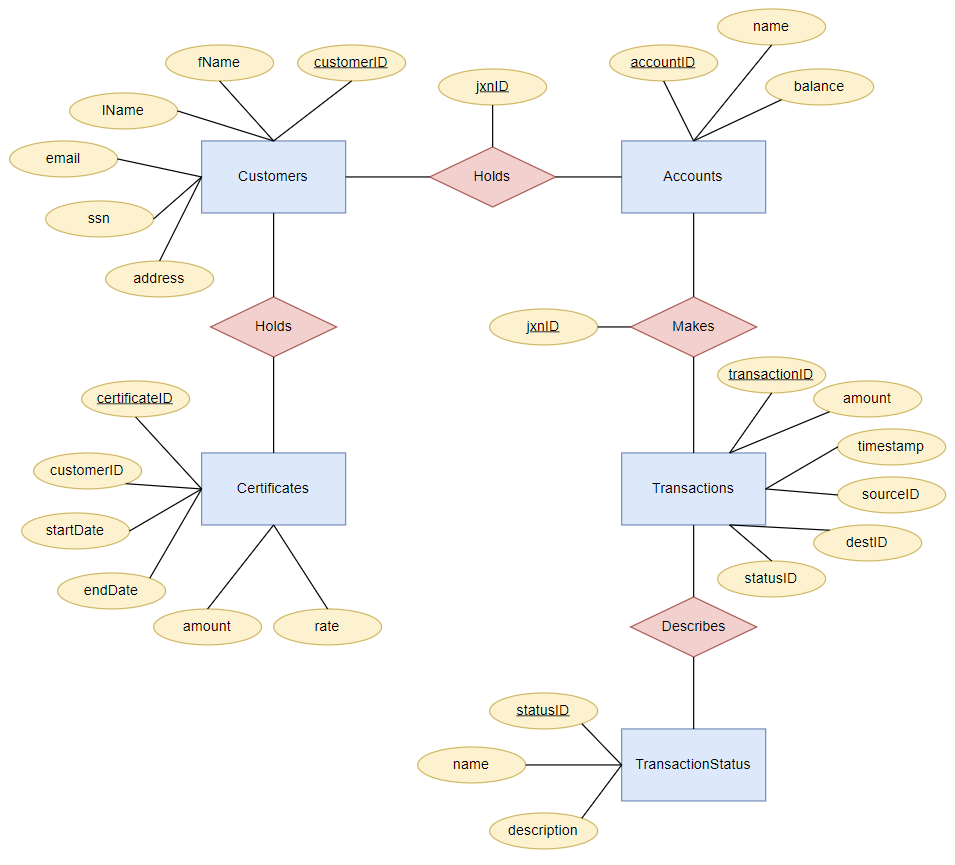 name
fName
customerID
accountID
jxnID
balance
lName
email
Customers
Holds
Accounts
ssn
address
Holds
jxnID
Makes
transactionID
certificateID
amount
timestamp
customerID
Certificates
Transactions
sourceID
startDate
destID
endDate
statusID
amount
rate
Describes
statusID
name
TransactionStatus
description